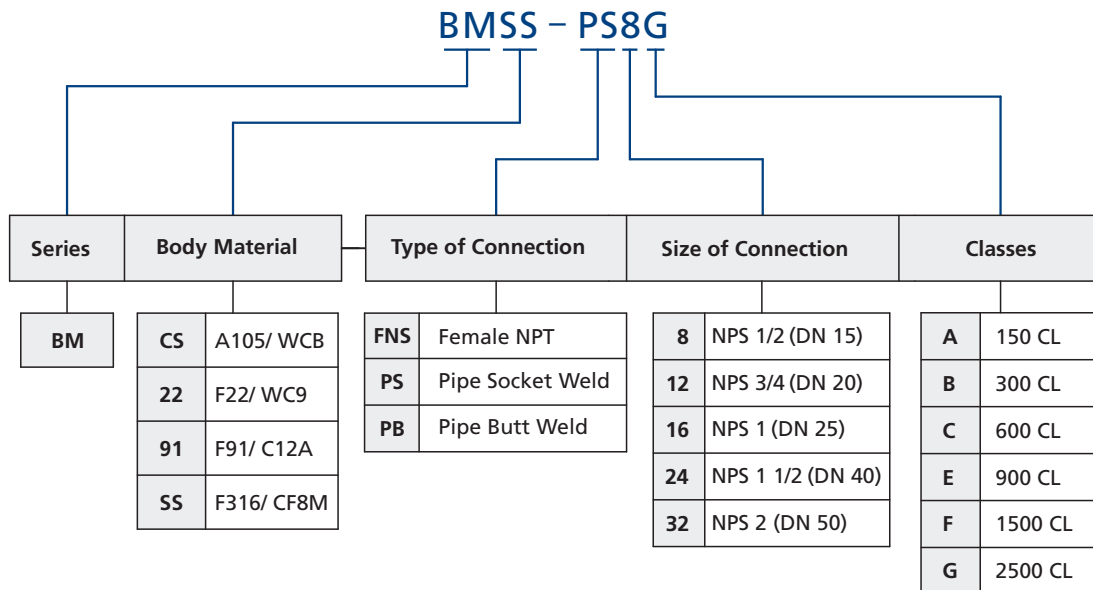 BMSS – PS8G
Series Body Material Type of Connection Size of Connection Classes
BM
CS A105/ WCB
22 F22/ WC9
91 F91/ C12A
SS F316/ CF8M
FNS Female NPT
PS Pipe Socket Weld
PB Pipe Butt Weld
8 NPS 1/2 (DN 15)
12 NPS 3/4 (DN 20)
16 NPS 1 (DN 25)
24 NPS 1 1/2 (DN 40)
32 NPS 2 (DN 50)
A 150 CL
B 300 CL
C 600 CL
E 900 CL
F 1500 CL
G 2500 CL